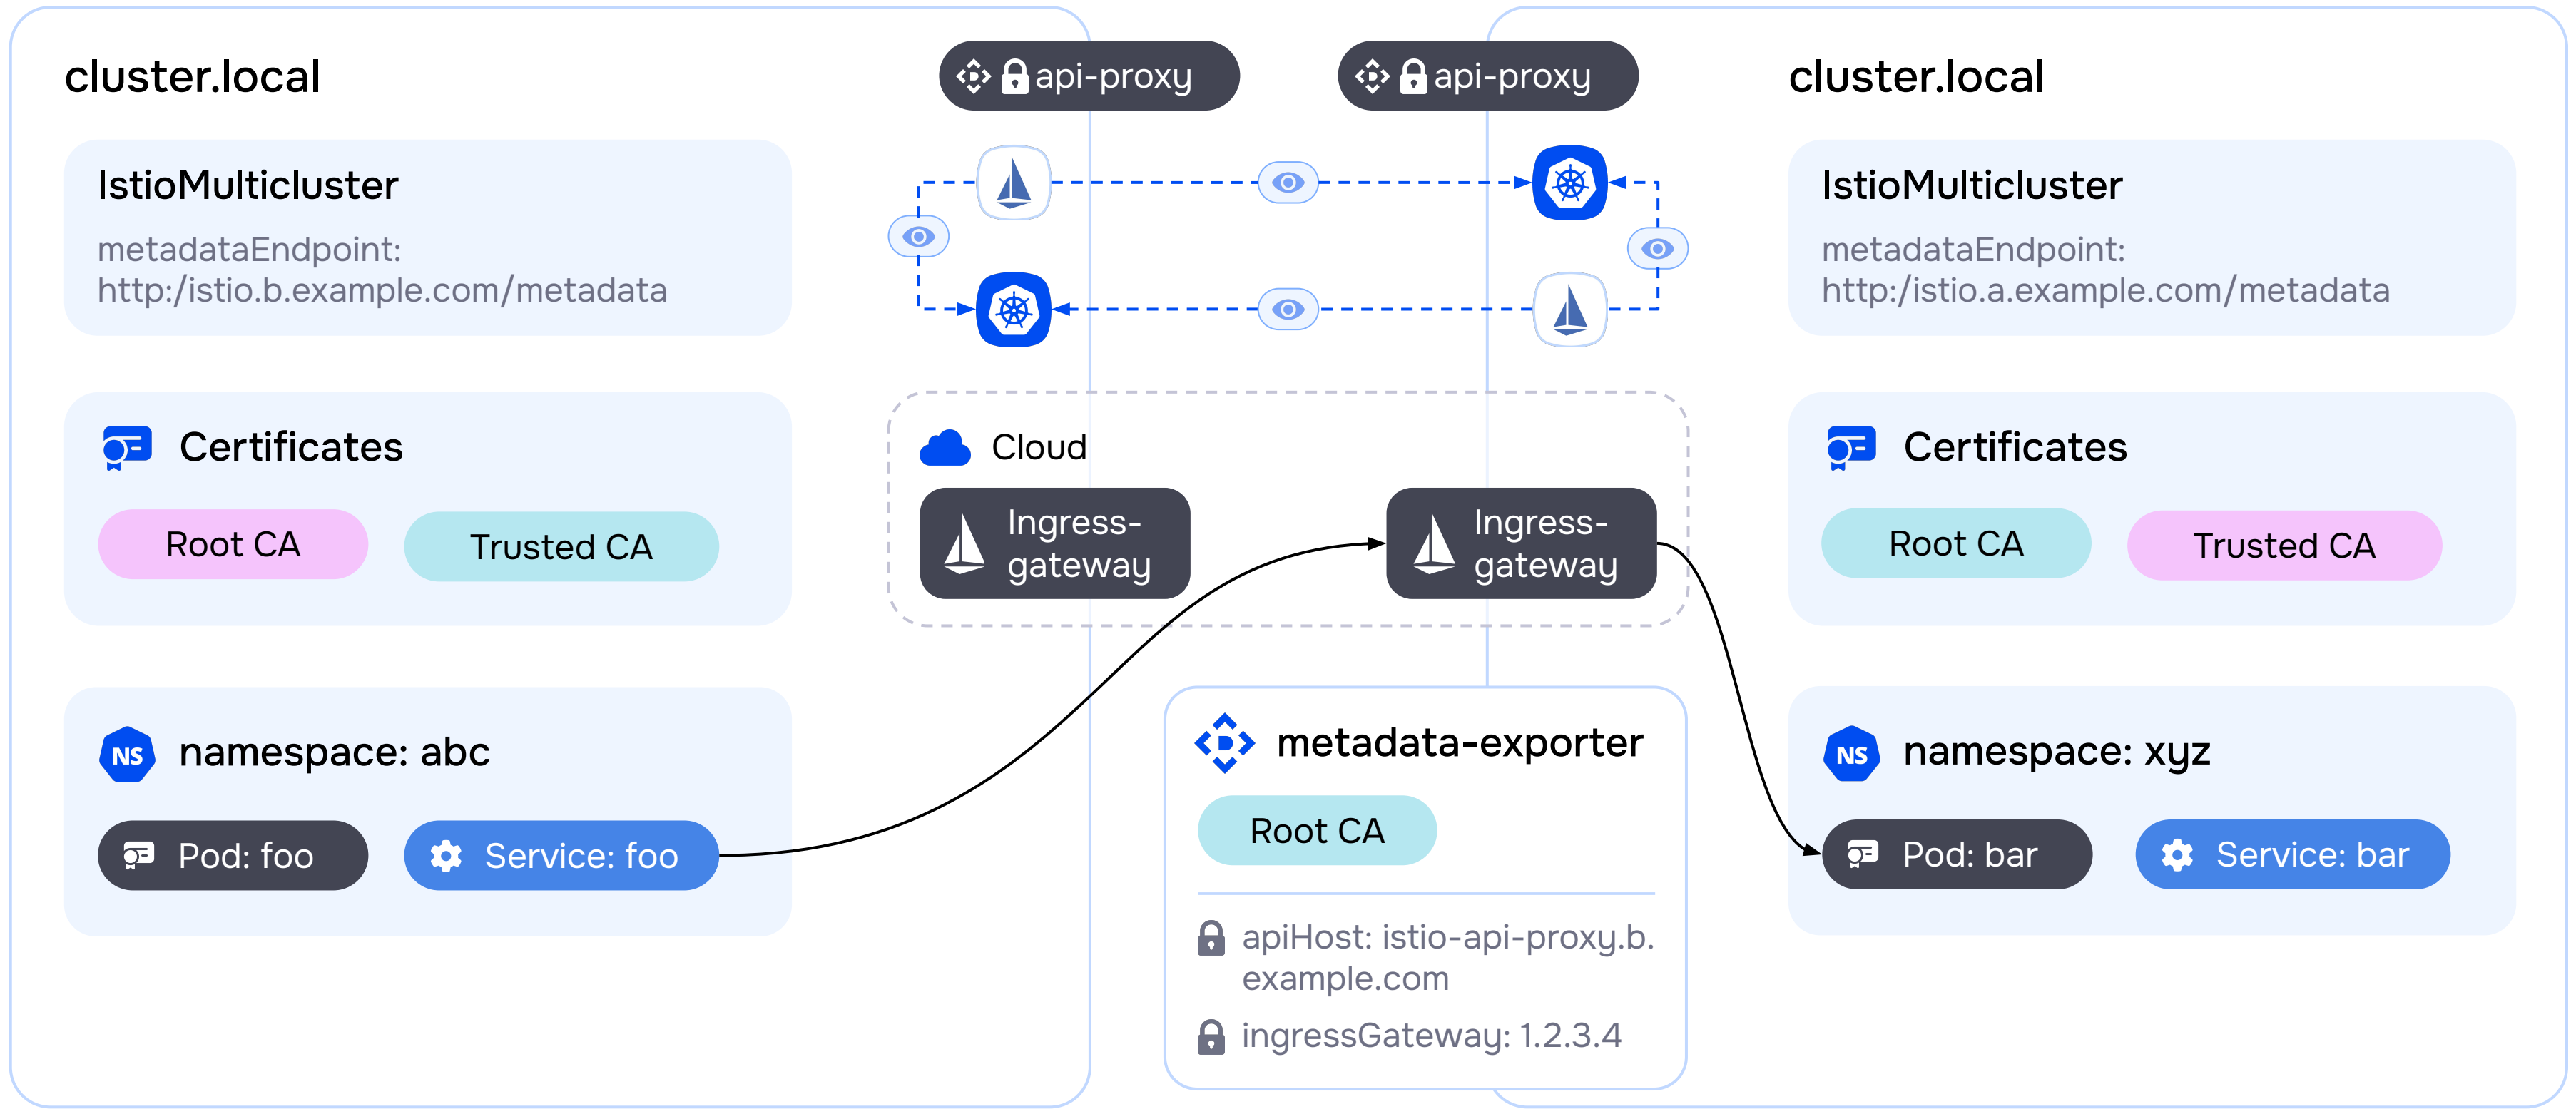 cluster.local
IstioMulticluster
metadataEndpoint:
http:/istio.b.example.com/metadata
Certificates
Root CA
Trusted CA
NS
namespace: abc
Pod: foo
Service: foo
api-proxy
api-proxy
Cloud
Ingress-
gateway
Ingress-
gateway
metadata-exporter
Root CA
apiHost: istio-api-proxy.b.
example.com
ingressGateway: 1.2.3.4
cluster.local
IstioMulticluster
metadataEndpoint:
http:/istio.a.example.com/metadata
Certificates
Root CA
Trusted CA
NS
namespace: xyz
Pod: bar
Service: bar